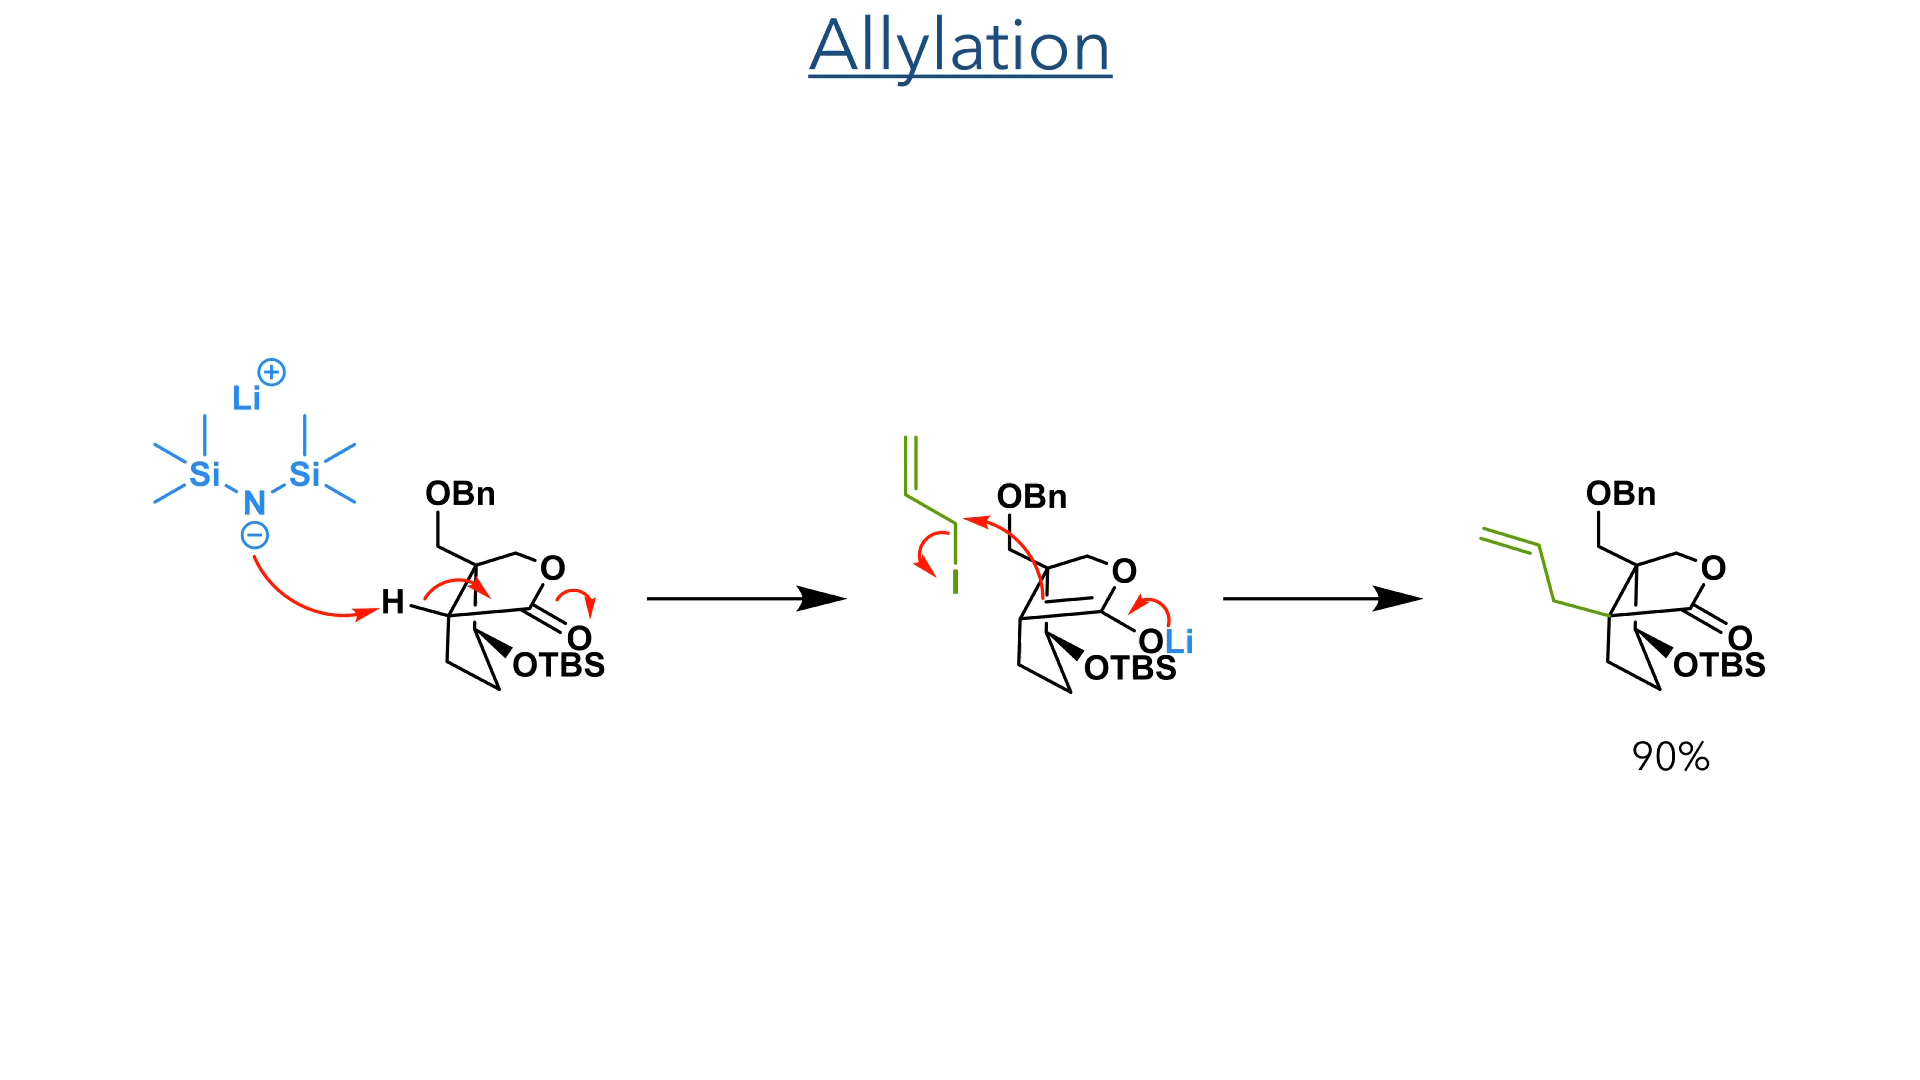 Allylation
Li⊕
Si Si
N
⊖
OBn
H
O
O
OTBS
I
OBn
O
OLi
OTBS
OBn
O
O
OTBS
90%